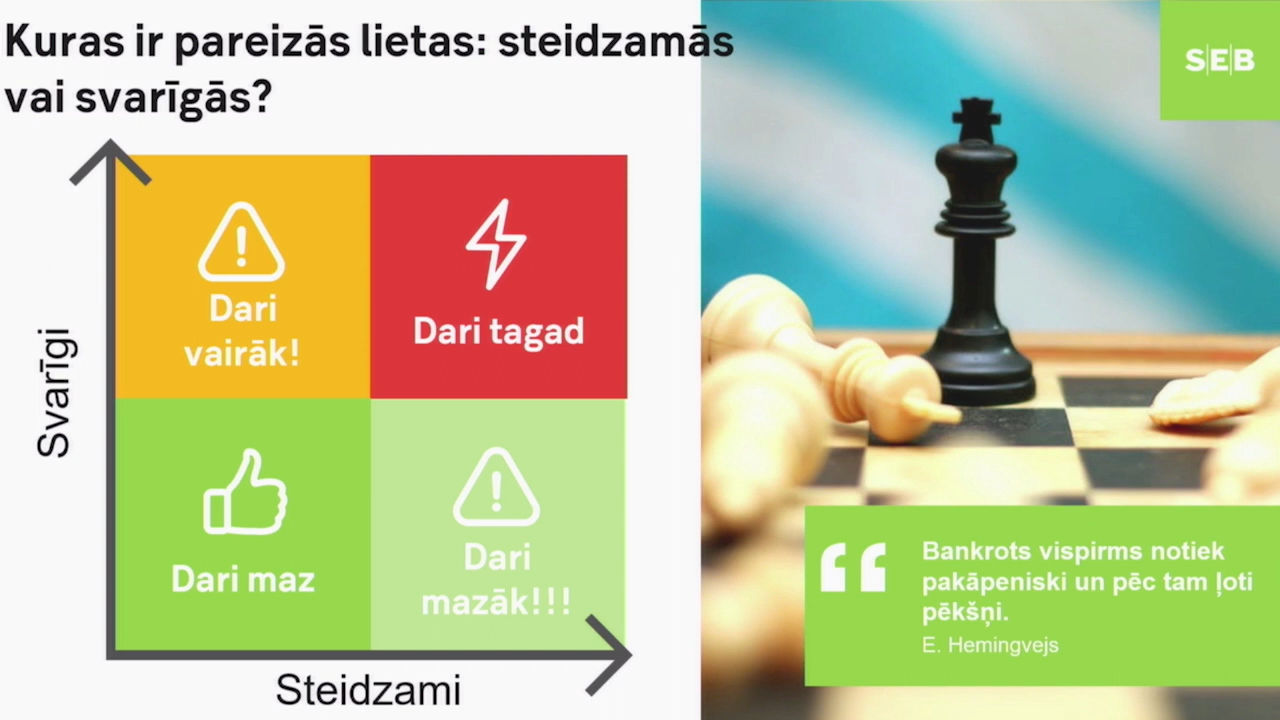 Kuras ir pareizās lietas: steidzamās
vai svarīgās?
S|E|B
Svarīgi
Dari
vairāk!
Dari tagad
Dari maz
Dari
mazāk!!!
Steidzami
Bankrots vispirms notiek
pakāpeniski un pēc tam ļoti
pēkšņi.
E. Hemingvejs